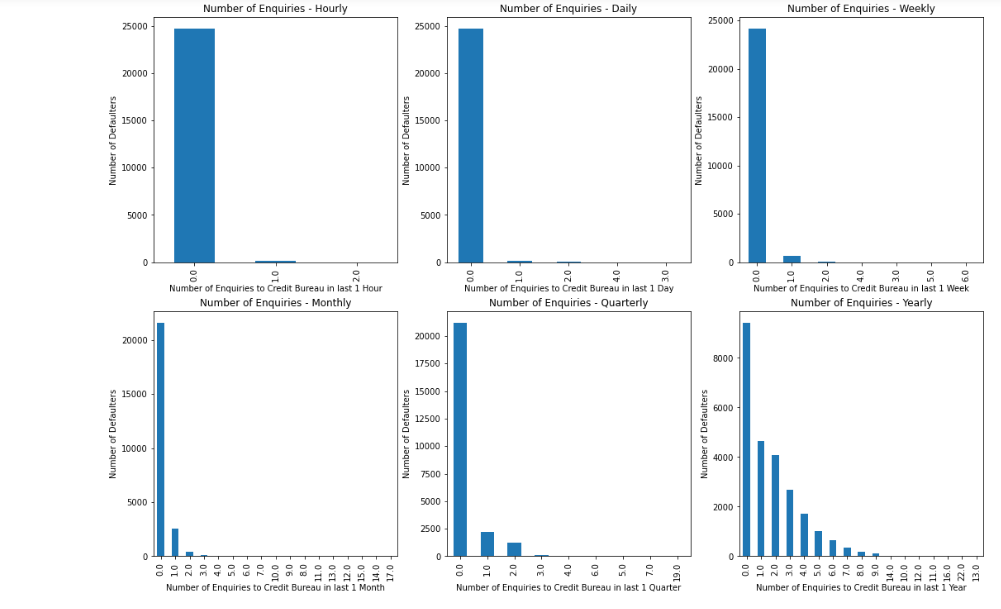 Number of Enquiries - Hourly
Number of Defaulters
25000
20000
15000
10000
5000
0
0.0 1.0 2.0
Number of Enquiries to Credit Bureau in last 1 Hour
Number of Enquiries - Daily
Number of Defaulters
25000
20000
15000
10000
5000
0
0.0 1.0 2.0 4.0 3.0
Number of Enquiries to Credit Bureau in last 1 Day
Number of Enquiries - Weekly
Number of Defaulters
25000
20000
15000
10000
5000
0
0.0 1.0 2.0 4.0 3.0 5.0 6.0
Number of Enquiries to Credit Bureau in last 1 Week
Number of Enquiries - Monthly
Number of Defaulters
20000
15000
10000
5000
0
0.0 1.0 2.0 3.0 4.0 5.0 6.0 7.0 10.0 9.0 8.0 11.0 13.0 12.0 15.0 14.0 17.0
Number of Enquiries to Credit Bureau in last 1 Month
Number of Enquiries - Quarterly
Number of Defaulters
20000
17500
15000
12500
10000
7500
5000
2500
0
0.0 1.0 2.0 3.0 4.0 6.0 5.0 7.0 19.0
Number of Enquiries to Credit Bureau in last 1 Quarter
Number of Enquiries - Yearly
Number of Defaulters
8000
6000
4000
2000
0
0.0 1.0 2.0 3.0 4.0 5.0 6.0 7.0 8.0 9.0 14.0 10.0 12.0 11.0 16.0 22.0 13.0
Number of Enquiries to Credit Bureau in last 1 Year